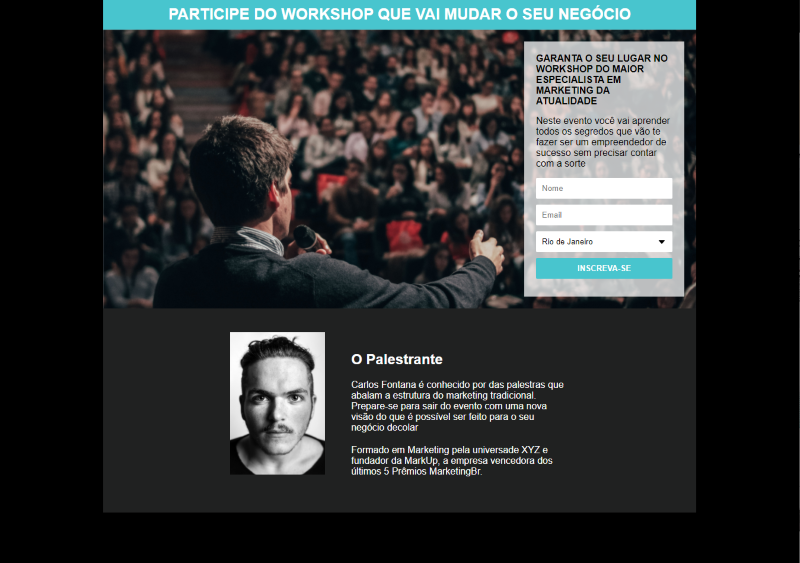 PARTICIPE DO WORKSHOP QUE VAI MUDAR O SEU NEGÓCIO
GARANTA O SEU LUGAR NO
WORKSHOP DO MAIOR
ESPECIALISTA EM
MARKETING DA
ATUALIDADE
Neste evento você vai aprender
todos os segredos que vão te
fazer ser um empreendedor de
sucesso sem precisar contar
com a sorte
Nome
Email
Rio de Janeiro
INSCREVA-SE
O Palestrante
Carlos Fontana é conhecido por das palestras que
abalam a estrutura do marketing tradicional.
Prepare-se para sair do evento com uma nova
visão do que é possível ser feito para o seu
negócio decolar
Formado em Marketing pela universade XYZ e
fundador da MarkUp, a empresa vencedora dos
últimos 5 Prêmios MarketingBr.